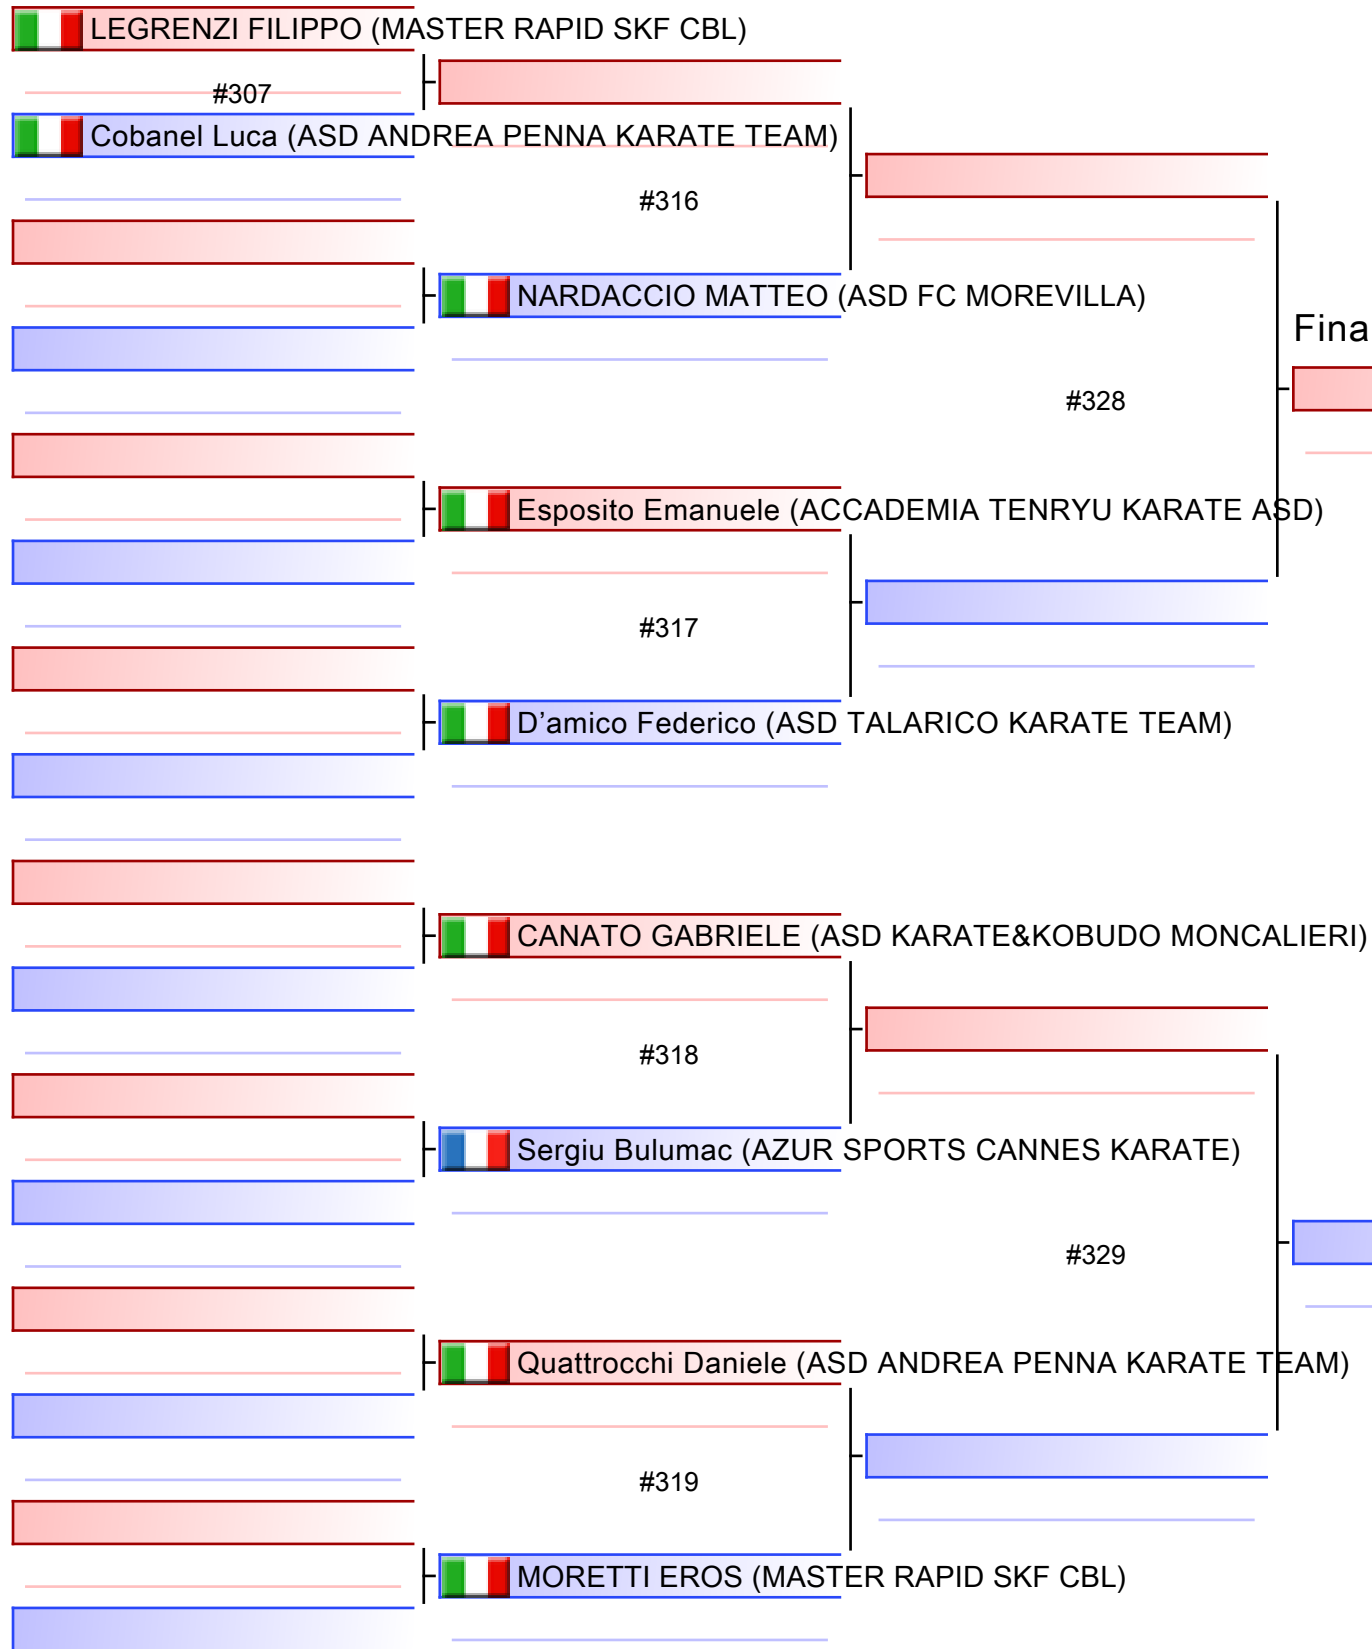 LEGRENZI FILIPPO (MASTER RAPID SKF CBL)
#307
Cobanel Luca (ASD ANDREA PENNA KARATE TEAM)
#316
NARDACCIO MATTEO (ASD FC MOREVILLA)
Fina
#328
Esposito Emanuele (ACCADEMIA TENRYU KARATE ASD)
#317
D'amico Federico (ASD TALARICO KARATE TEAM)
CANATO GABRIELE (ASD KARATE&KOBUDO MONCALIERI)
#318
Sergiu Bulumac (AZUR SPORTS CANNES KARATE)
#329
Quattrocchi Daniele (ASD ANDREA PENNA KARATE TEAM)
#319
MORETTI EROS (MASTER RAPID SKF CBL)